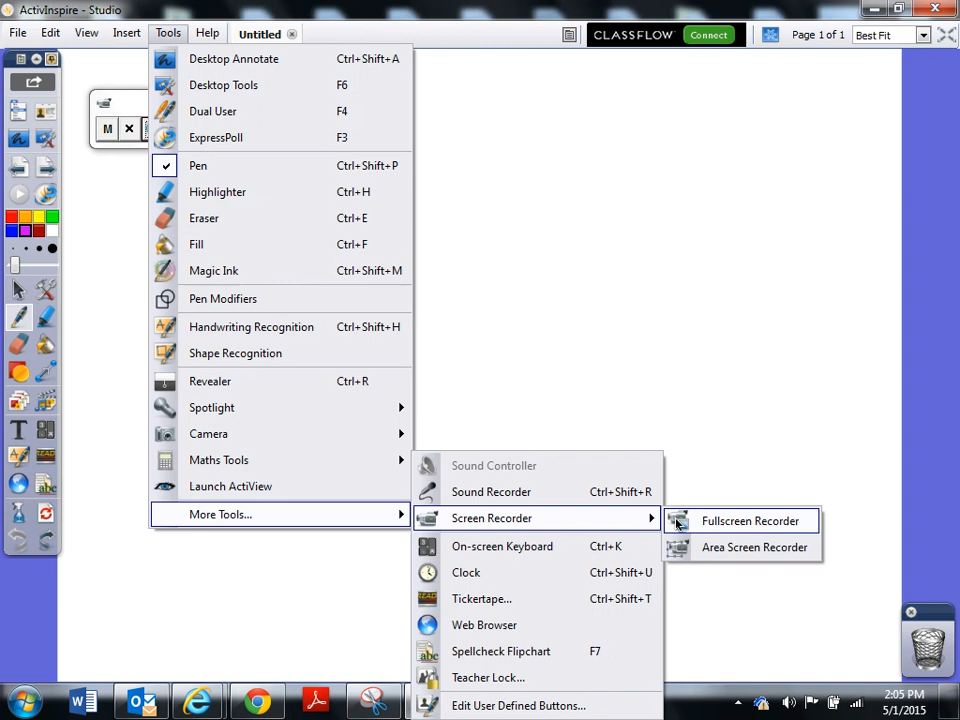 ActivInspire - Studio
File Edit View Insert Tools Help Untitled CLASSFLOW Connect Page 1 of 1 Best Fit
M
Desktop Annotate Ctrl+Shift+A
Desktop Tools F6
Dual User F4
ExpressPoll F3
Pen Ctrl+Shift+P
Highlighter Ctrl+H
Eraser Ctrl+E
Fill Ctrl+F
Magic Ink Ctrl+Shift+M
Pen Modifiers
Handwriting Recognition Ctrl+Shift+H
Shape Recognition
Revealer Ctrl+R
Spotlight
Camera
Maths Tools
Launch ActiView
More Tools...
Sound Controller
Sound Recorder Ctrl+Shift+R
Screen Recorder
On-screen Keyboard Ctrl+K
Clock Ctrl+Shift+U
Tickertape... Ctrl+Shift+T
Web Browser
Spellcheck Flipchart F7
Teacher Lock...
Edit User Defined Buttons...
Fullscreen Recorder
Area Screen Recorder
2:05 PM
5/1/2015